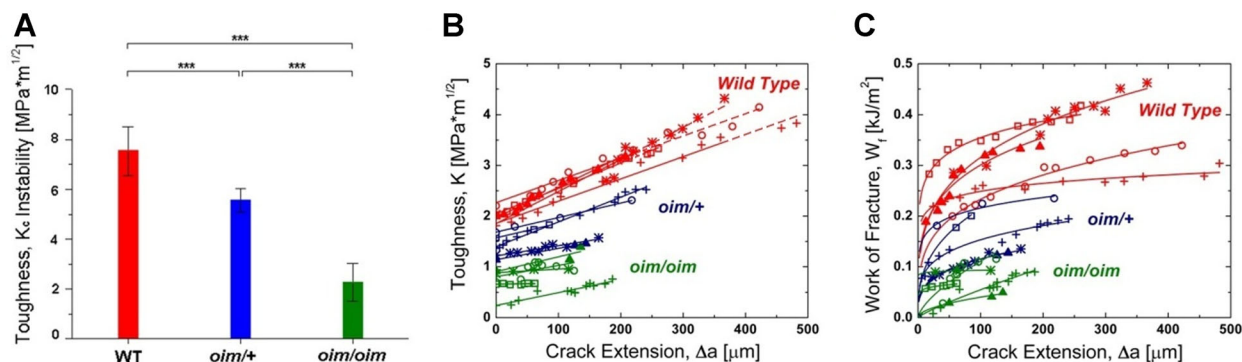 A
Toughness, Kc Instability [MPa*m1/2]
10
8
6
4
2
0
***
***
***
WT
oim/+
oim/oim
B
Toughness, K [MPa*m1/2]
5
4
3
2
1
0
Wild Type
oim/+
oim/oim
0
100
200
300
400
500
Crack Extension, Δa [µm]
C
Work of Fracture, Wf [kJ/m2]
0.5
0.4
0.3
0.2
0.1
0.0
Wild Type
oim/+
oim/oim
0
100
200
300
400
500
Crack Extension, Δa [µm]